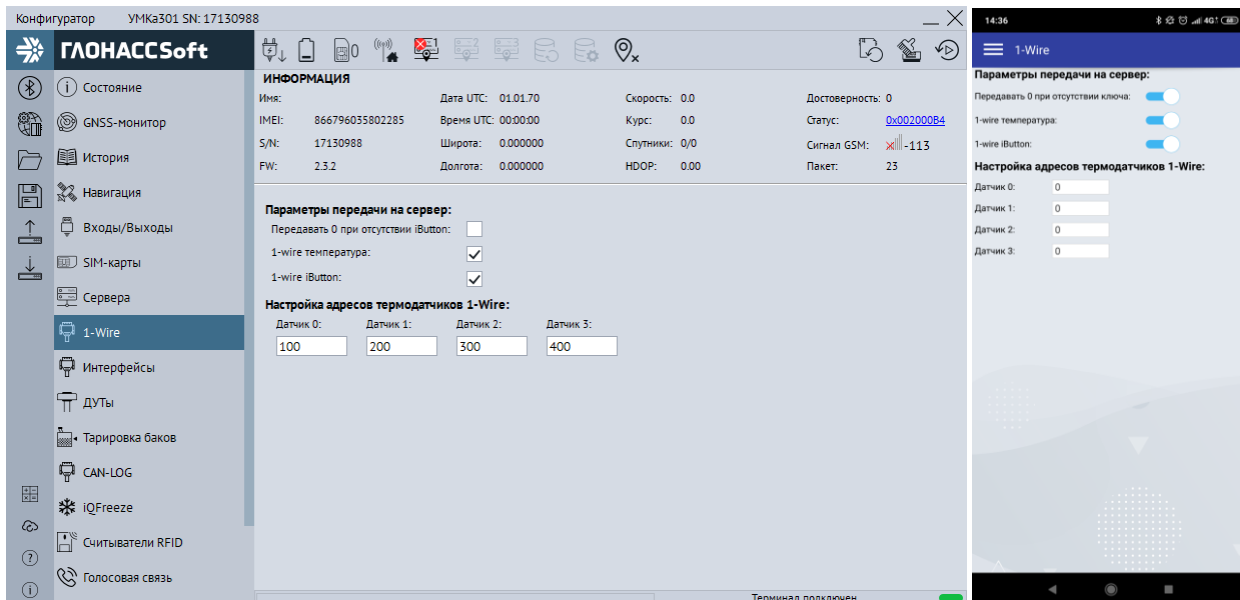 Конфигуратор УМКа301 SN: 17130988
ГЛОНАССSoft
Состояние
GNSS-монитор
История
Навигация
Входы/Выходы
SIM-карты
Сервера
1-Wire
Интерфейсы
ДУТы
Тарировка баков
CAN-LOG
iQFreeze
Считыватели RFID
Голосовая связь
0
1
2
ИНФОРМАЦИЯ
Имя: Дата UTC: 01.01.70 Скорость: 0.0 Достоверность: 0
IMEI: 866796035802285 Время UTC: 00:00:00 Курс: 0.0 Статус: 0x002000B4
S/N: 17130988 Широта: 0.000000 Спутники: 0/0 Сигнал GSM: -113
FW: 2.3.2 Долгота: 0.000000 HDOP: 0.00 Пакет: 23
Параметры передачи на сервер:
Передавать 0 при отсутствии iButton:
1-wire температура:
1-wire iButton:
Настройка адресов термодатчиков 1-Wire:
Датчик 0: Датчик 1: Датчик 2: Датчик 3:
100 200 300 400
Терминал подключен
14:36 4G 68
1-Wire
Параметры передачи на сервер:
Передавать 0 при отсутствии ключа:
1-wire температура:
1-wire iButton:
Настройка адресов термодатчиков 1-Wire:
Датчик 0: 0
Датчик 1: 0
Датчик 2: 0
Датчик 3: 0